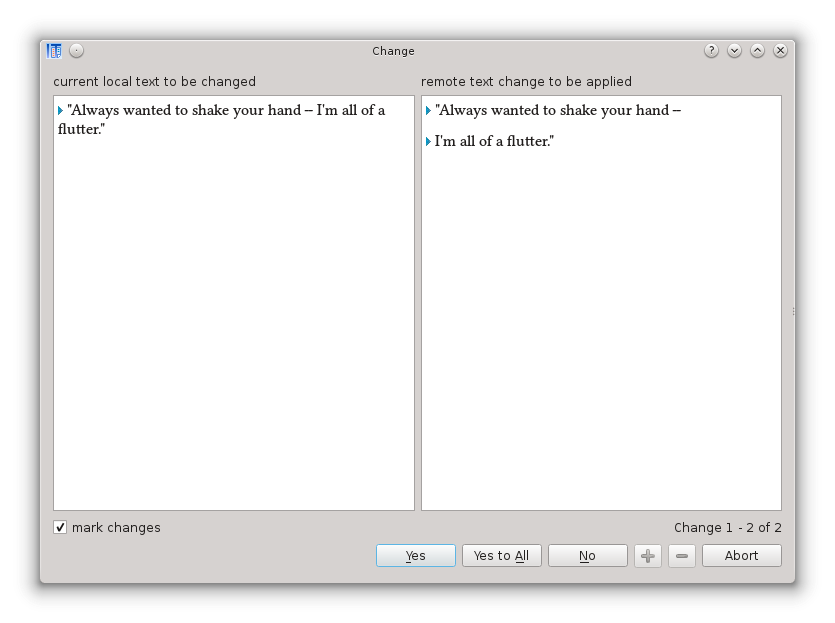 Change
current local text to be changed
remote text change to be applied
"Always wanted to shake your hand – I'm all of a
flutter."
"Always wanted to shake your hand –
I'm all of a flutter."
mark changes
Change 1 - 2 of 2
Yes
Yes to All
No
Abort